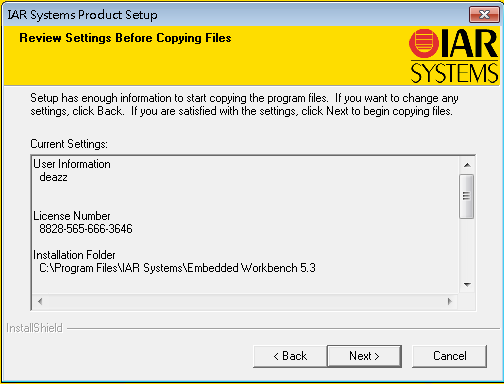 IAR Systems Product Setup
Review Settings Before Copying Files
IAR
SYSTEMS
Setup has enough information to start copying the program files.  If you want to change any
settings, click Back.  If you are satisfied with the settings, click Next to begin copying files.
Current Settings:
User Information
deazz
License Number
8828-565-666-3646
Installation Folder
C:\Program Files\IAR Systems\Embedded Workbench 5.3
InstallShield
< Back
Next >
Cancel